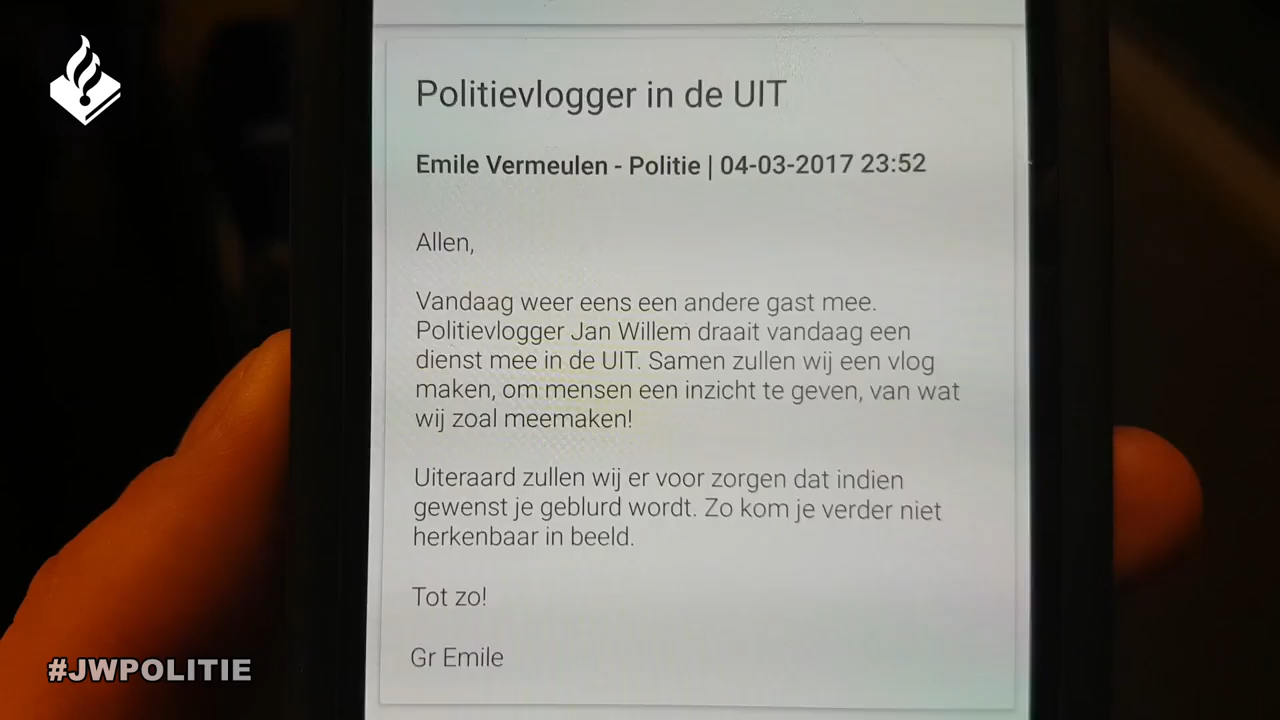 Politievlogger in de UIT
Emile Vermeulen - Politie | 04-03-2017 23:52
Allen,
Vandaag weer eens een andere gast mee.
Politievlogger Jan Willem draait vandaag een
dienst mee in de UIT. Samen zullen wij een vlog
maken, om mensen een inzicht te geven, van wat
wij zoal meemaken!
Uiteraard zullen wij er voor zorgen dat indien
gewenst je geblurd wordt. Zo kom je verder niet
herkenbaar in beeld.
Tot zo!
Gr Emile
#JWPOLITIE